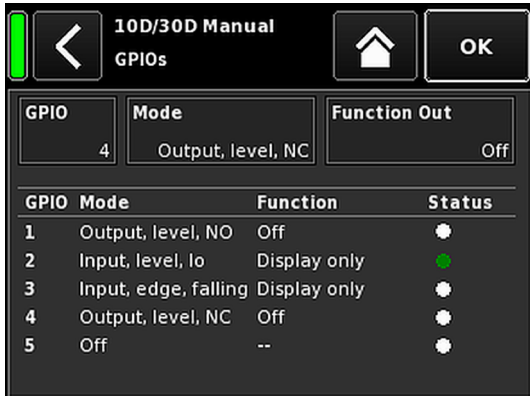 10D/30D Manual
GPIOs
OK
GPIO Mode Function Out
4 Output, level, NC Off
GPIO Mode Function Status
1 Output, level, NO Off
2 Input, level, lo Display only
3 Input, edge, falling Display only
4 Output, level, NC Off
5 Off --